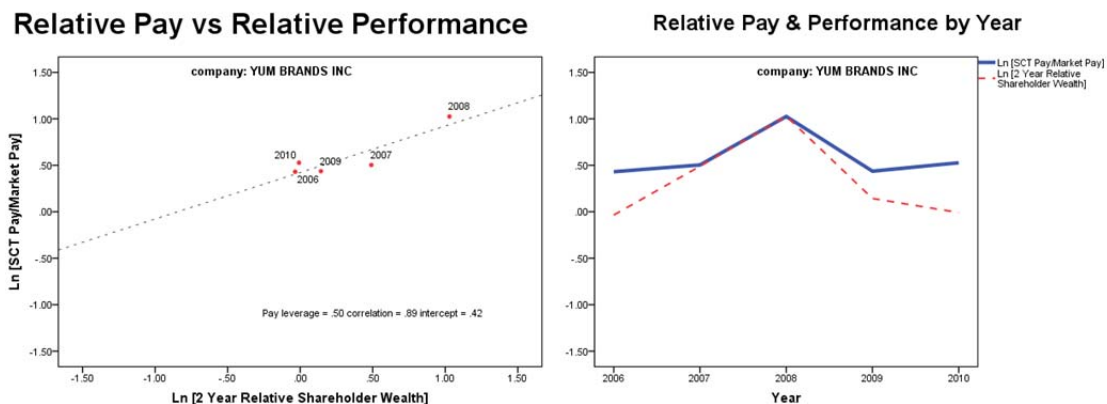 Relative Pay vs Relative Performance
company: YUM BRANDS INC
Ln [SCT Pay/Market Pay]
1.50
1.00
.50
.00
-.50
-1.00
-1.50
2008
2010
2009
2007
2006
Pay leverage = .50 correlation = .89 intercept = .42
-1.50 -1.00 -.50 .00 .50 1.00 1.50
Ln [2 Year Relative Shareholder Wealth]
Relative Pay & Performance by Year
company: YUM BRANDS INC
Ln [SCT Pay/Market Pay]
Ln [2 Year Relative
Shareholder Wealth]
1.50
1.00
.50
.00
-.50
-1.00
-1.50
2006 2007 2008 2009 2010
Year